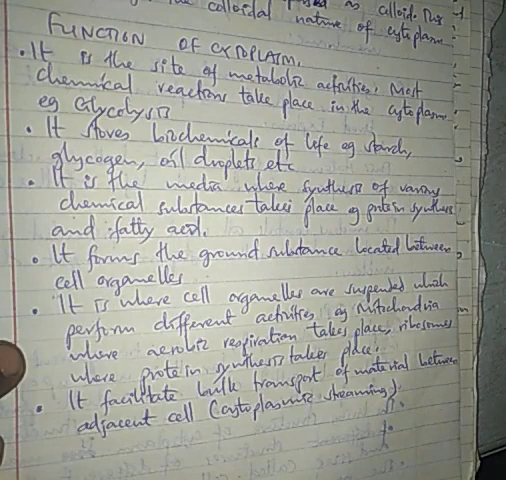 colloidal nature of cytoplasm
FUNCTION OF CYTOPLASM.
• It is the site of metabolic activities. Most
chemical reactions take place in the cytoplasm
eg Glycolysis
• It stores biochemicals of life eg starch,
glycogen, oil droplets etc
• It is the media where synthesis of various
chemical substances takes place eg protein synthesis
and fatty acid.
• It forms the ground substance located between
cell organelles
• It is where cell organelles are suspended which
perform different activities eg Mitochondria
where aerobic respiration takes place, ribosomes
where protein synthesis takes place.
• It facilitate bulk transport of material between
adjacent cell (cytoplasmic streaming).